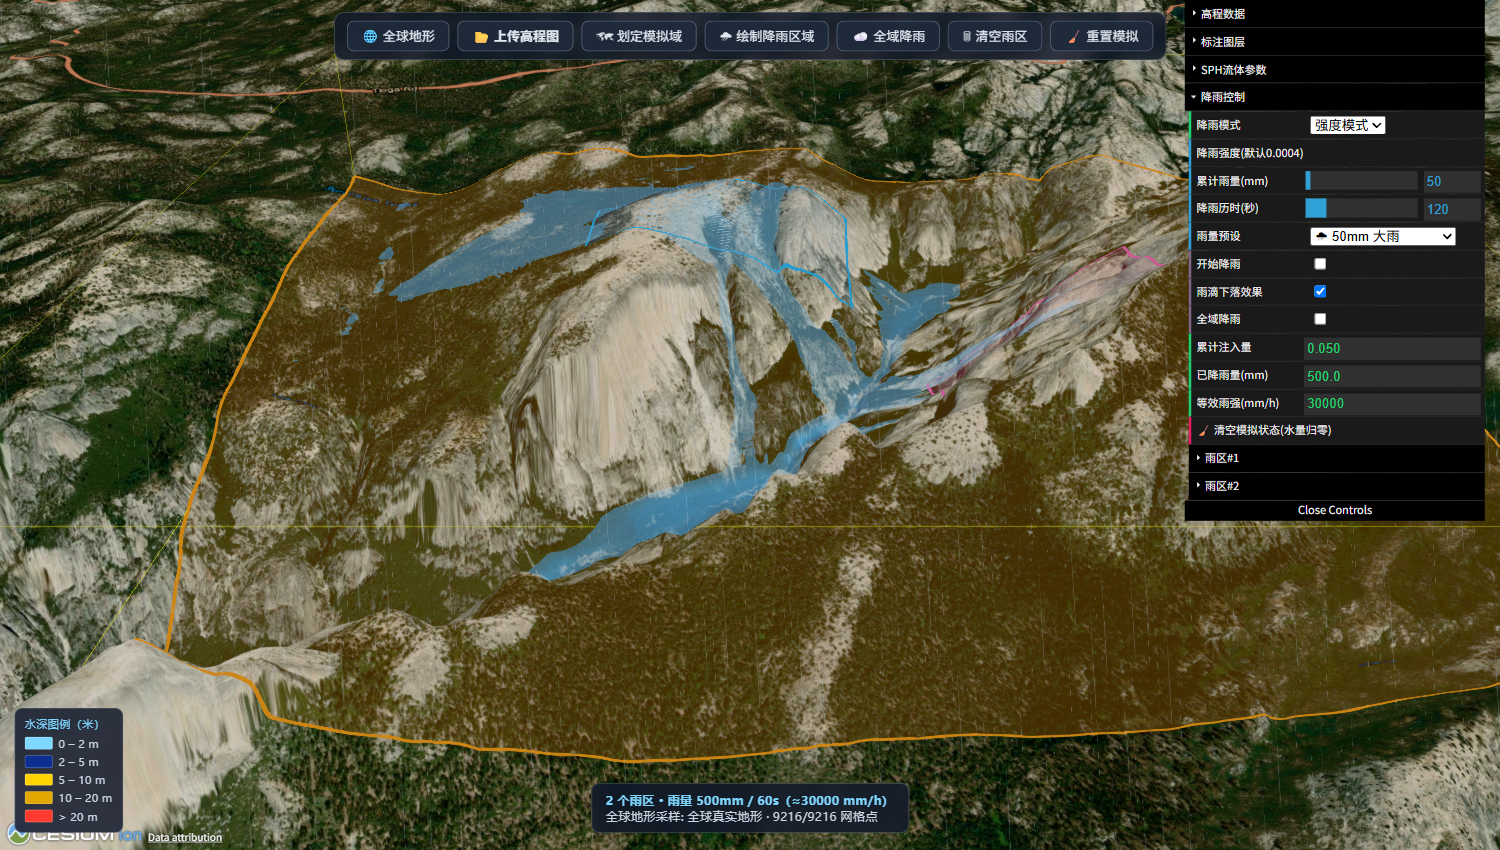 全球地形
上传高程图
划定模拟域
绘制降雨区域
全域降雨
清空雨区
重置模拟
高程数据
标注图层
SPH流体参数
降雨控制
降雨模式 强度模式
降雨强度(默认0.0004)
累计雨量(mm) 50
降雨历时(秒) 120
雨量预设 50mm 大雨
开始降雨
雨滴下落效果
全域降雨
累计注入量 0.050
已降雨量(mm) 500.0
等效雨强(mm/h) 30000
清空模拟状态(水量归零)
雨区#1
雨区#2
Close Controls
水深图例（米）
0 – 2 m
2 – 5 m
5 – 10 m
10 – 20 m
> 20 m
CESIUM ion Data attribution
2 个雨区 · 雨量 500mm / 60s（≈30000 mm/h）
全球地形采样: 全球真实地形 · 9216/9216 网格点